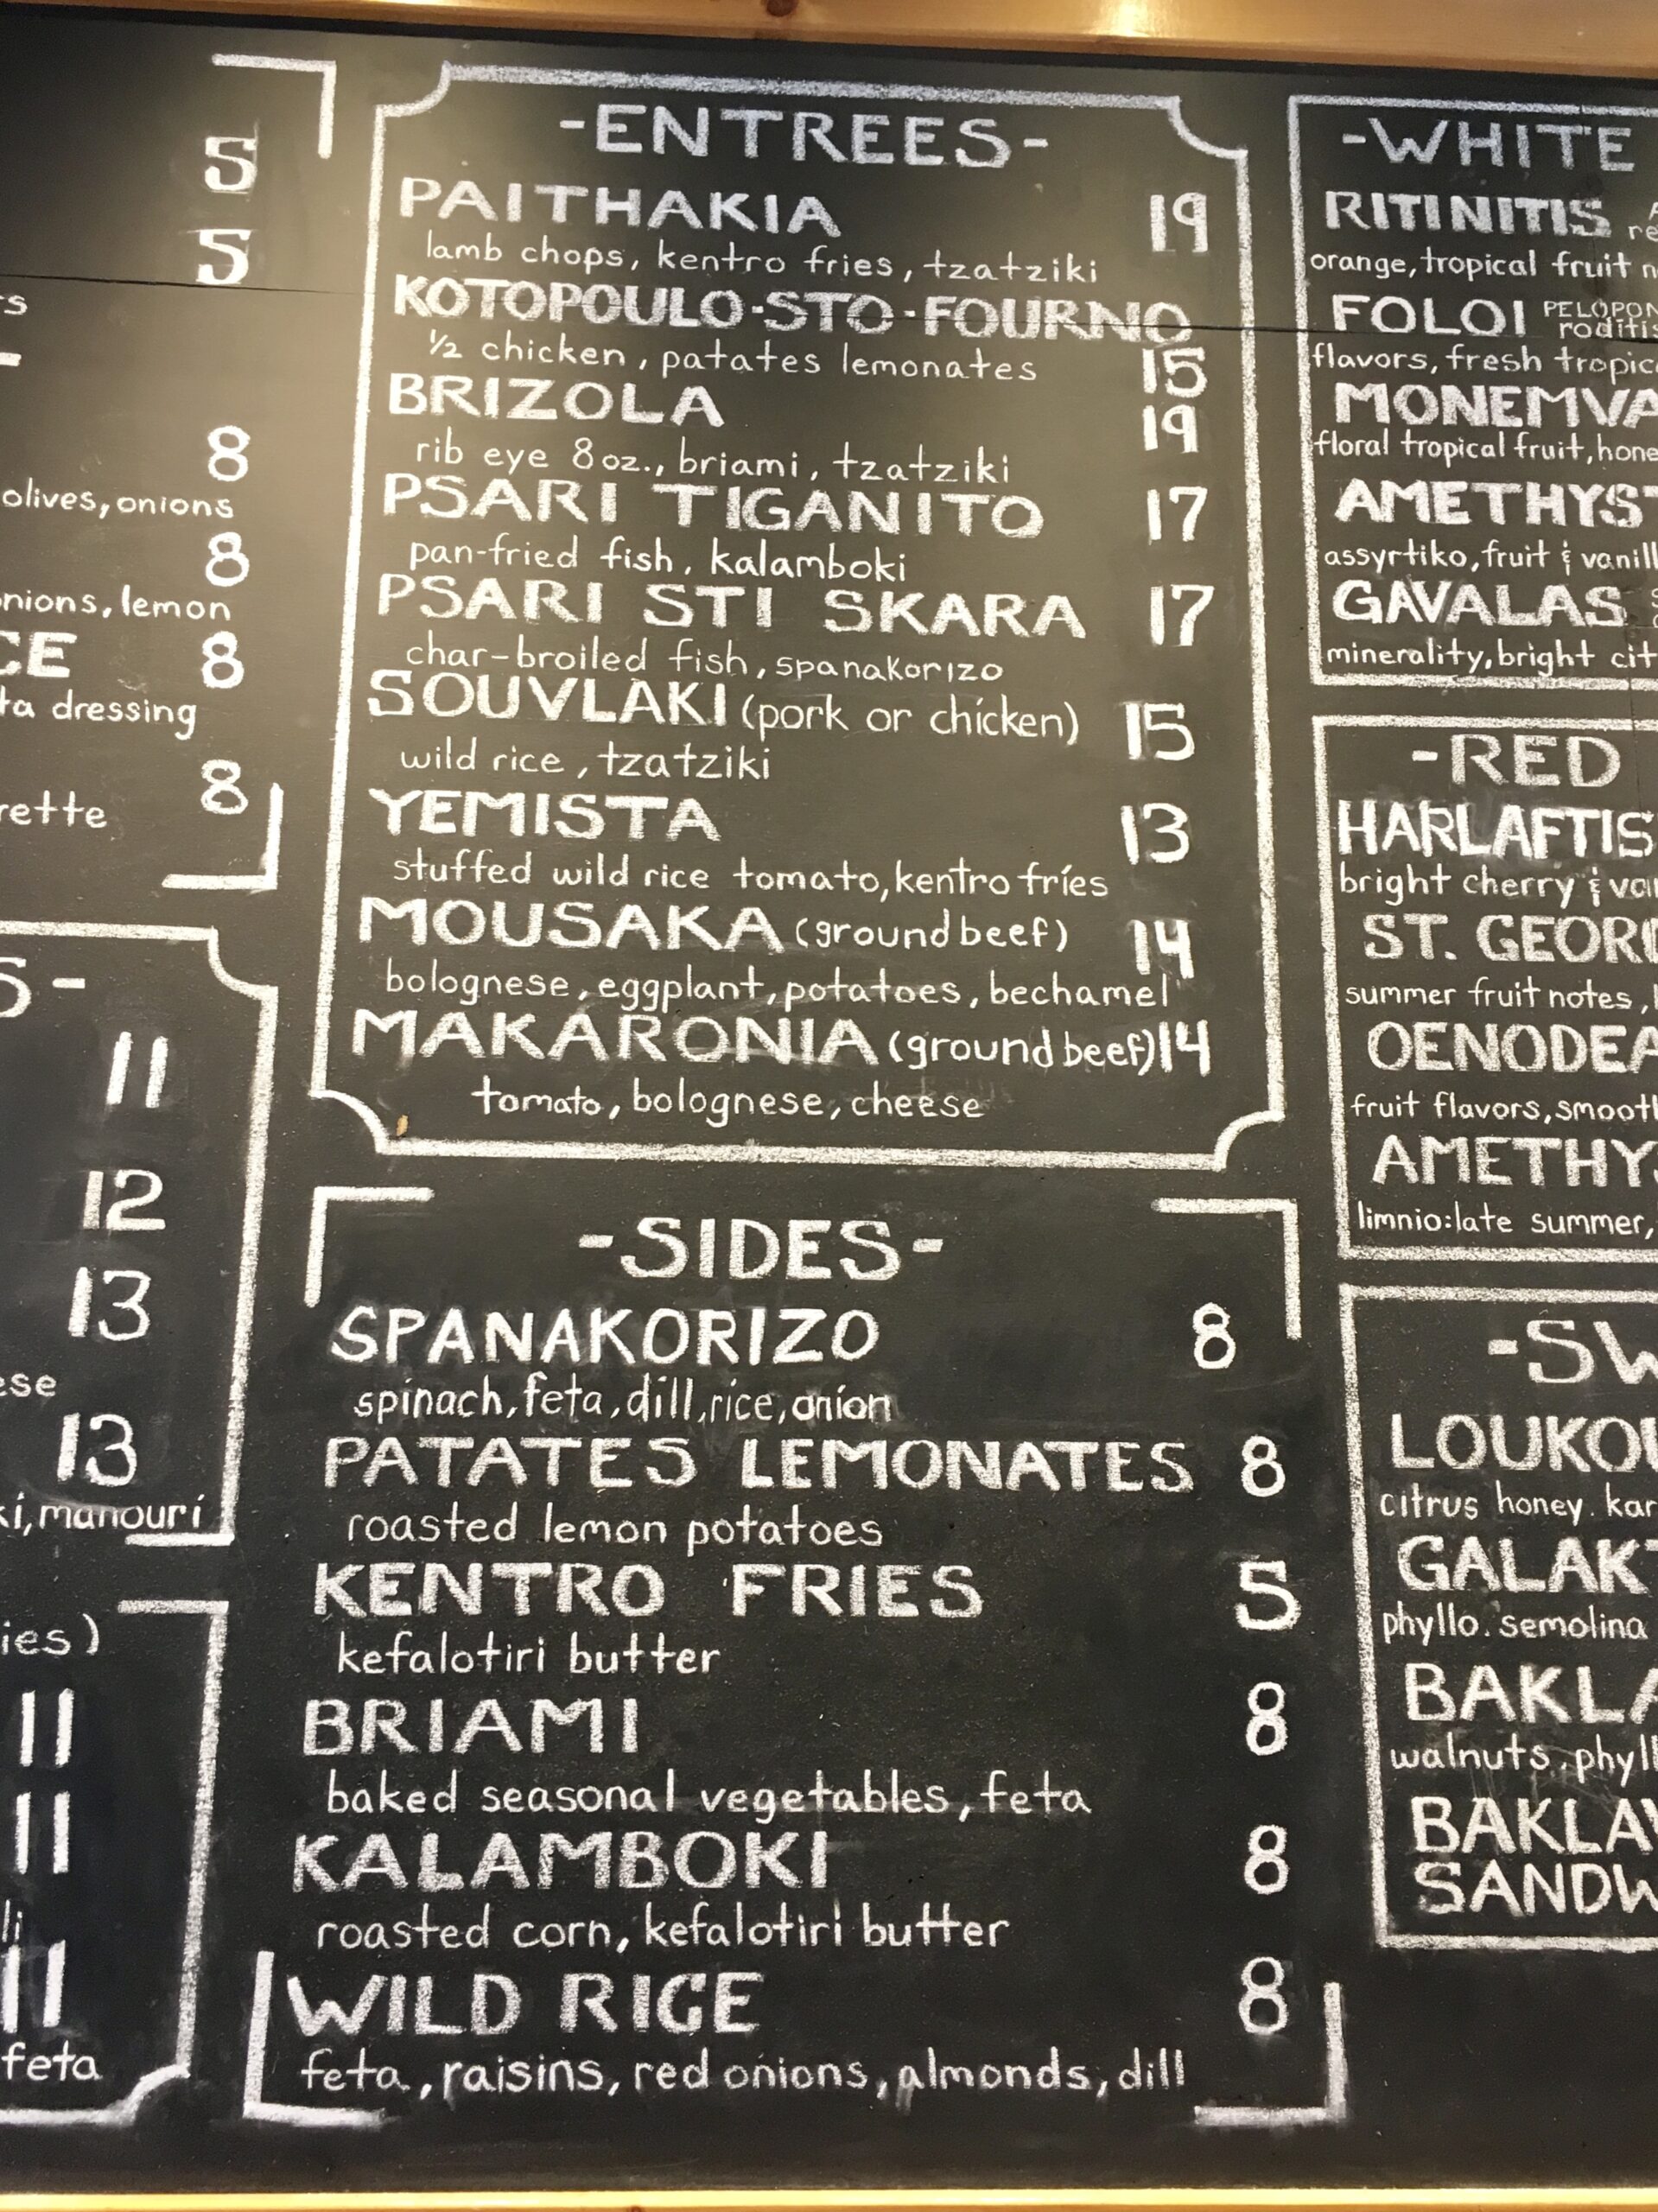 5
5
8
olives, onions
8
onions, lemon
8
dressing
8
11
12
13
13
manouri
11
11
11
feta
-ENTREES-
PAITHAKIA 19
lamb chops, kentro fries, tzatziki
KOTOPOULO-STO-FOURNO
½ chicken, patates lemonates 15
BRIZOLA 19
rib eye 8oz., briami, tzatziki
PSARI TIGANITO 17
pan-fried fish, kalamboki
PSARI STI SKARA 17
char-broiled fish, spanakorizo
SOUVLAKI (pork or chicken) 15
wild rice, tzatziki
YEMISTA 13
stuffed wild rice tomato, kentro fries
MOUSAKA (ground beef) 14
bolognese, eggplant, potatoes, bechamel
MAKARONIA (ground beef) 14
tomato, bolognese, cheese
-SIDES-
SPANAKORIZO 8
spinach, feta, dill, rice, onion
PATATES LEMONATES 8
roasted lemon potatoes
KENTRO FRIES 5
kefalotiri butter
BRIAMI 8
baked seasonal vegetables, feta
KALAMBOKI 8
roasted corn, kefalotiri butter
WILD RICE 8
feta, raisins, red onions, almonds, dill
-WHITE
RITINITIS
orange, tropical fruit
FOLOI
flavors, fresh
MONEMVA
floral tropical fruit,
AMETHYST
assyrtiko, fruit & vanill
GAVALAS
minerality, bright cit
-RED
HARLAFTIS
bright cherry &
ST. GEOR
summer fruit notes,
OENODEA
fruit flavors, smooth
AMETHYS
limnio: late summer,
-SW
LOUKOU
citrus honey. kar
GALAKT
phyllo. semolina
BAKLA
walnuts, phyll
BAKLAV
SANDW